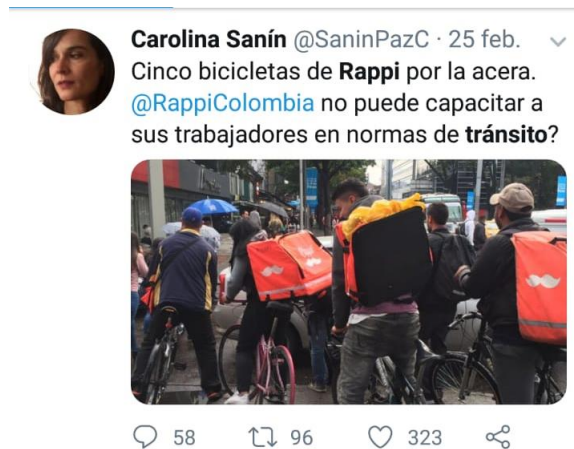 Carolina Sanín @SaninPazC · 25 feb.
Cinco bicicletas de Rappi por la acera.
@RappiColombia no puede capacitar a
sus trabajadores en normas de tránsito?
58 96 323